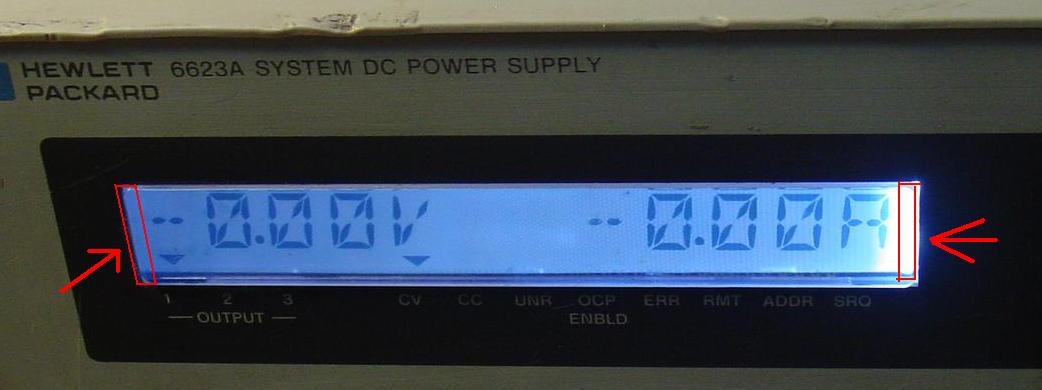 HEWLETT PACKARD
6623A SYSTEM DC POWER SUPPLY
-0.00V -0.00A
1 2 3 CV CC UNR OCP ERR RMT ADDR SRQ
OUTPUT ENBLD